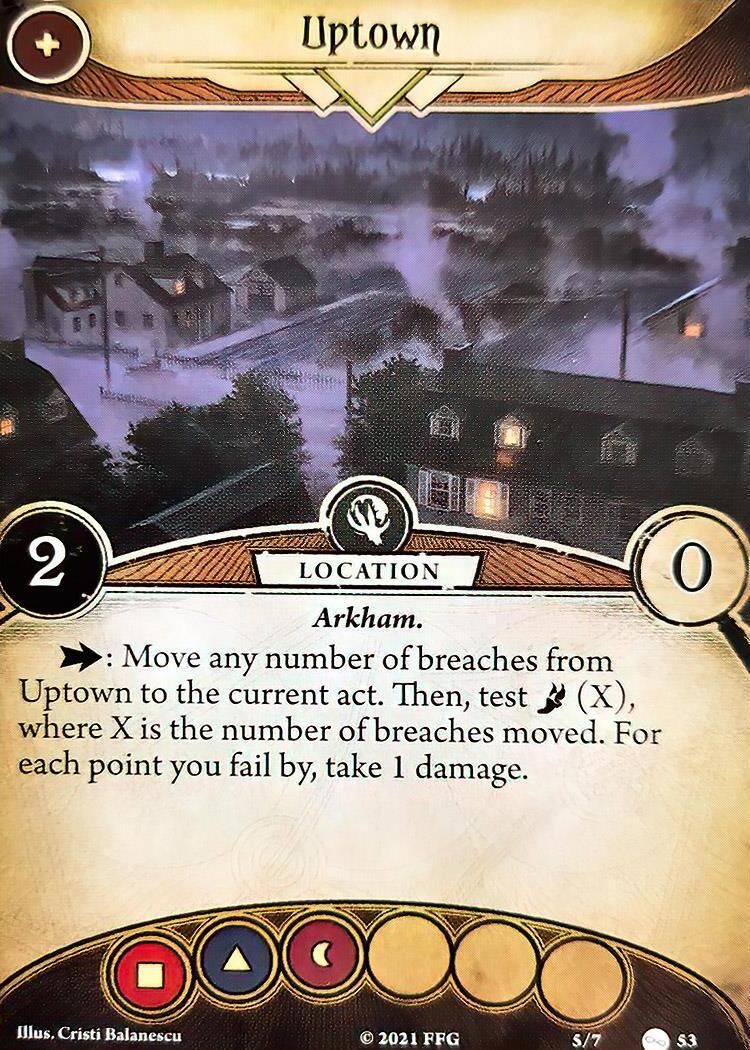 Uptown
2
LOCATION
0
Arkham.
: Move any number of breaches from
Uptown to the current act. Then, test (X),
where X is the number of breaches moved. For
each point you fail by, take 1 damage.
Illus. Cristi Balanescu
© 2021 FFG
5/7
53